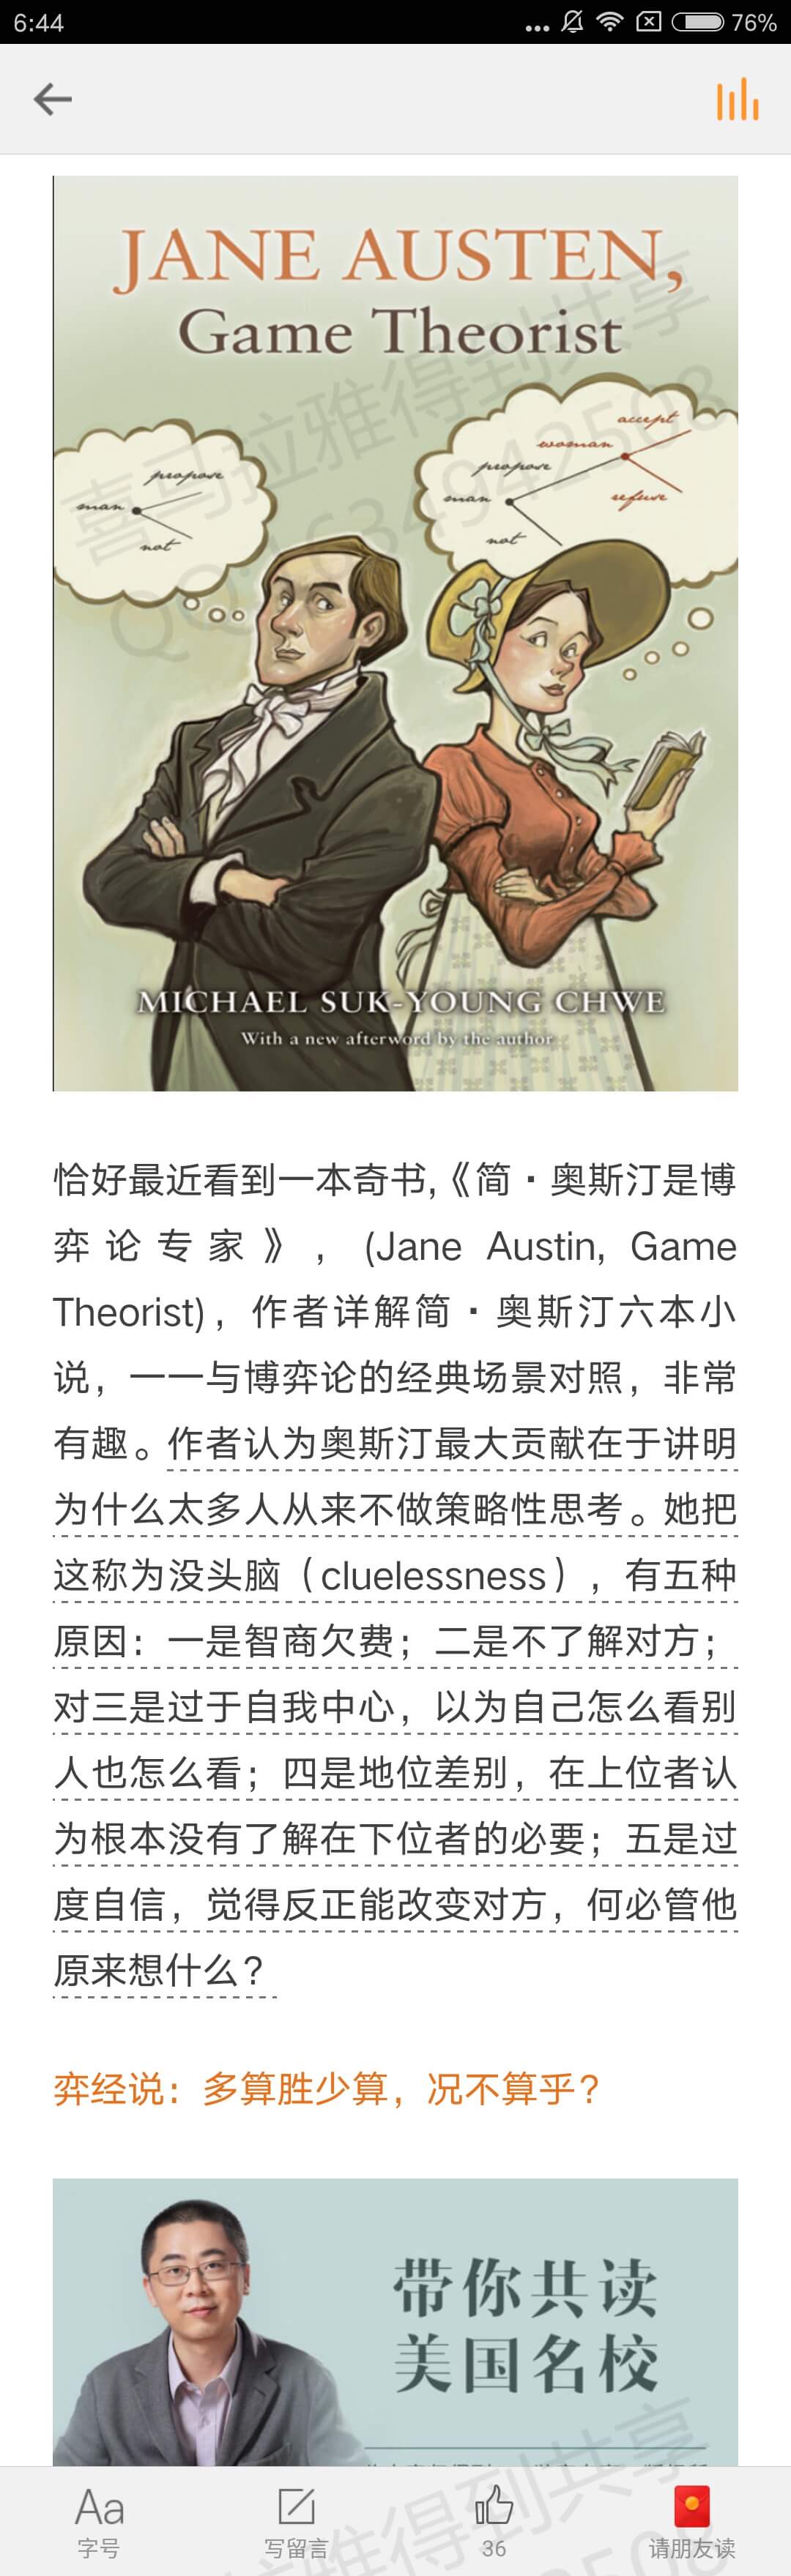 6:44
76%
JANE AUSTEN,
Game Theorist
accept
woman
propose
propose
man
man
refuse
not
not
喜马拉雅得到共享
QQ:1634942508
MICHAEL SUK-YOUNG CHWE
With a new afterword by the author
恰好最近看到一本奇书,《简·奥斯汀是博
弈论专家》，(Jane Austin, Game
Theorist)，作者详解简·奥斯汀六本小
说，一一与博弈论的经典场景对照，非常
有趣。作者认为奥斯汀最大贡献在于讲明
为什么太多人从来不做策略性思考。她把
这称为没头脑（cluelessness），有五种
原因：一是智商欠费；二是不了解对方；
对三是过于自我中心，以为自己怎么看别
人也怎么看；四是地位差别，在上位者认
为根本没有了解在下位者的必要；五是过
度自信，觉得反正能改变对方，何必管他
原来想什么？
弈经说：多算胜少算，况不算乎？
带你共读
美国名校
Aa
字号
写留言
36
请朋友读